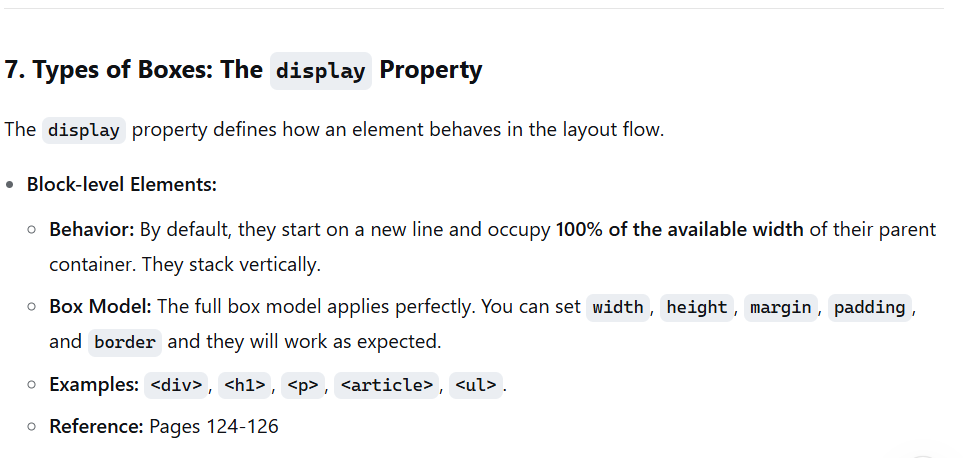 7. Types of Boxes: The display Property
The display property defines how an element behaves in the layout flow.
• Block-level Elements:
○ Behavior: By default, they start on a new line and occupy 100% of the available width of their parent
container. They stack vertically.
○ Box Model: The full box model applies perfectly. You can set width, height, margin, padding,
and border and they will work as expected.
○ Examples: <div>, <h1>, <p>, <article>, <ul>.
○ Reference: Pages 124-126